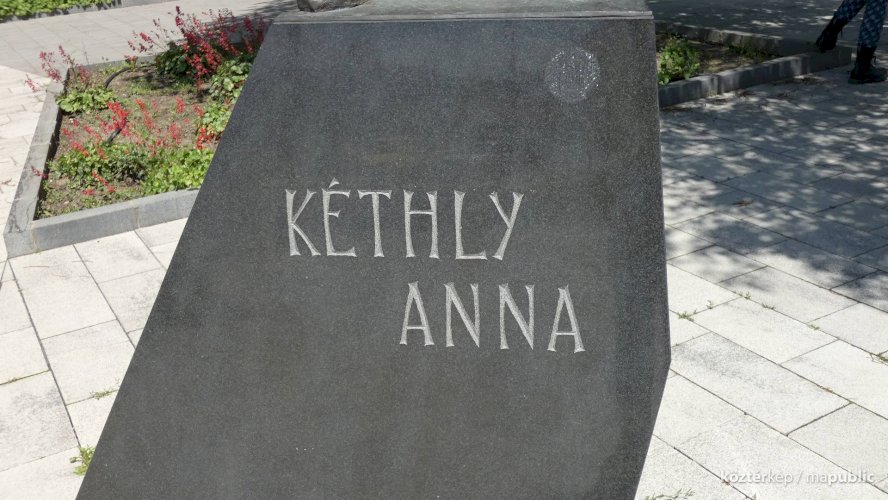 KÉTHLY
ANNA
köztérkép / mapublic